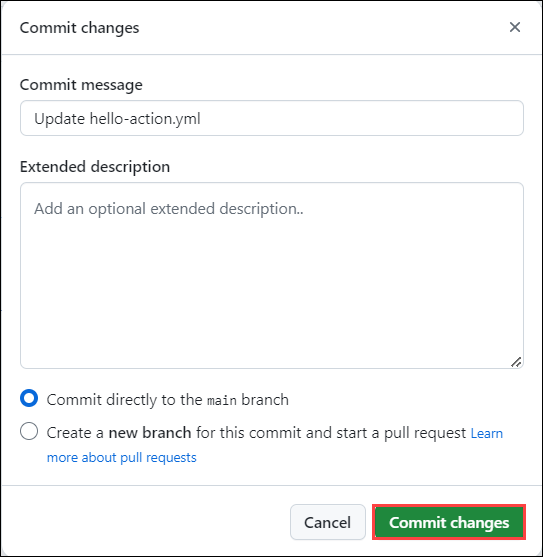 Commit changes
Commit message
Update hello-action.yml
Extended description
Add an optional extended description..
Commit directly to the main branch
Create a new branch for this commit and start a pull request Learn
more about pull requests
Cancel
Commit changes